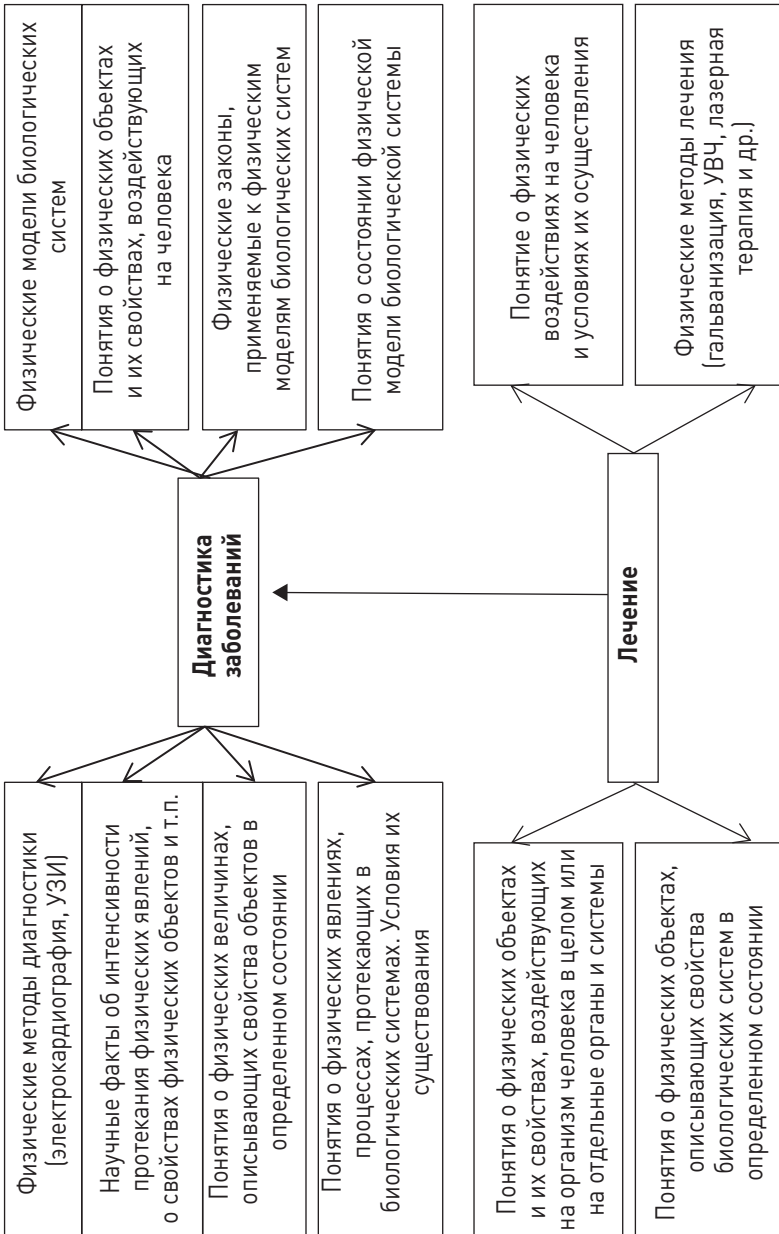 Физические методы диагностики
(электрокардиография, УЗИ)
Научные факты об интенсивности
протекания физических явлений,
о свойствах физических объектов и т.п.
Понятия о физических величинах,
описывающих свойства объектов в
определенном состоянии
Понятия о физических явлениях,
процессах, протекающих в
биологических системах. Условия их
существования
Диагностика
заболеваний
Физические модели биологических
систем
Понятия о физических объектах
и их свойствах, воздействующих
на человека
Физические законы,
применяемые к физическим
моделям биологических систем
Понятия о состоянии физической
модели биологической системы
Понятия о физических объектах
и их свойствах, воздействующих
на организм человека в целом или
на отдельные органы и системы
Понятия о физических объектах,
описывающих свойства
биологических систем в
определенном состоянии
Лечение
Понятие о физических
воздействиях на человека
и условиях их осуществления
Физические методы лечения
(гальванизация, УВЧ, лазерная
терапия и др.)